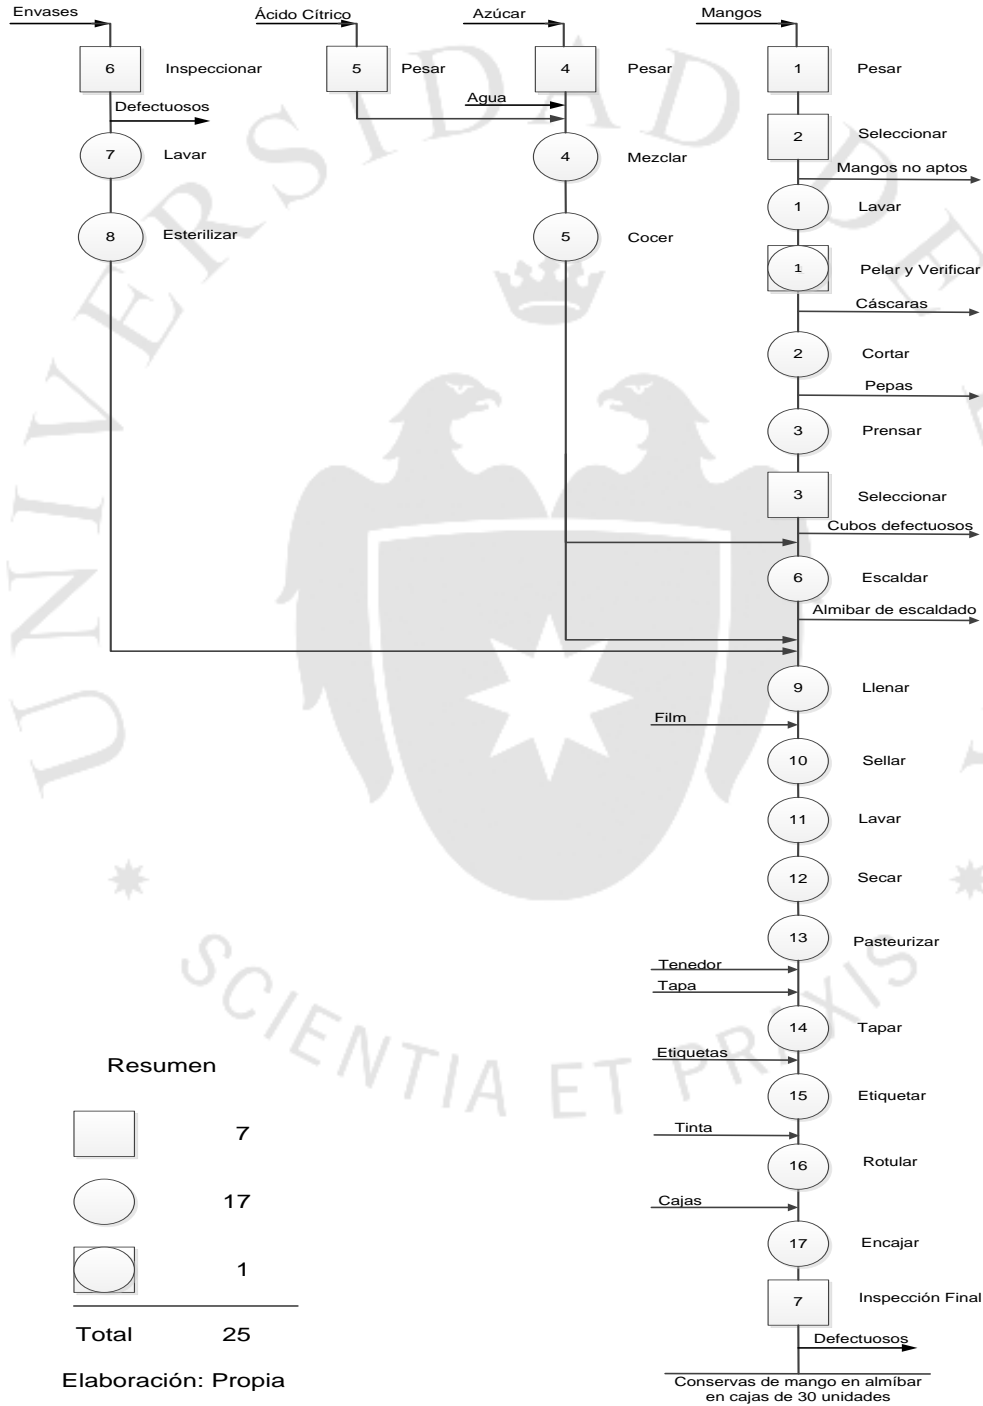 Envases
Ácido Cítrico
Azúcar
Mangos
6 Inspeccionar
5 Pesar
4 Pesar
1 Pesar
Agua
Defectuosos
2 Seleccionar
7 Lavar
4 Mezclar
Mangos no aptos
1 Lavar
8 Esterilizar
5 Cocer
1 Pelar y Verificar
Cáscaras
2 Cortar
Pepas
3 Prensar
3 Seleccionar
Cubos defectuosos
6 Escaldar
Almibar de escaldado
9 Llenar
Film
10 Sellar
11 Lavar
12 Secar
13 Pasteurizar
Tenedor
Tapa
14 Tapar
Etiquetas
15 Etiquetar
Tinta
16 Rotular
Cajas
17 Encajar
7 Inspección Final
Defectuosos
Conservas de mango en almíbar
en cajas de 30 unidades
Resumen
7
17
1
Total 25
Elaboración: Propia
UNIVERSIDAD DE
SCIENTIA ET PRAXIS